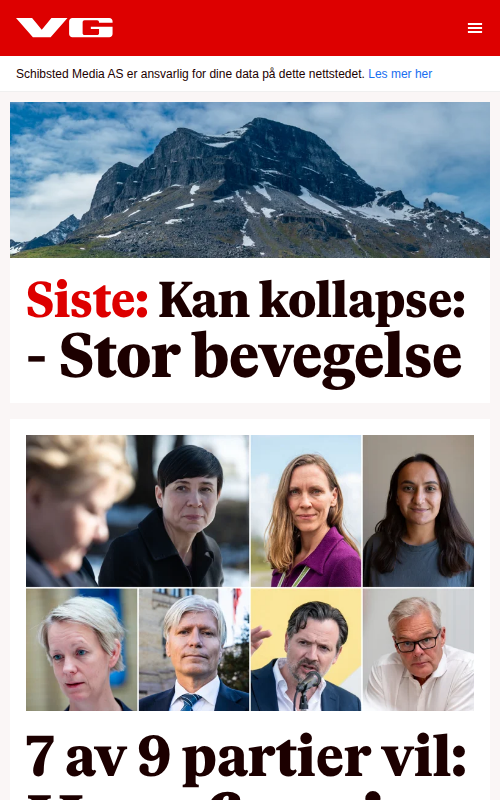 VG
Schibsted Media AS er ansvarlig for dine data på dette nettstedet. Les mer her
Siste: Kan kollapse:
- Stor bevegelse
7 av 9 partier vil: